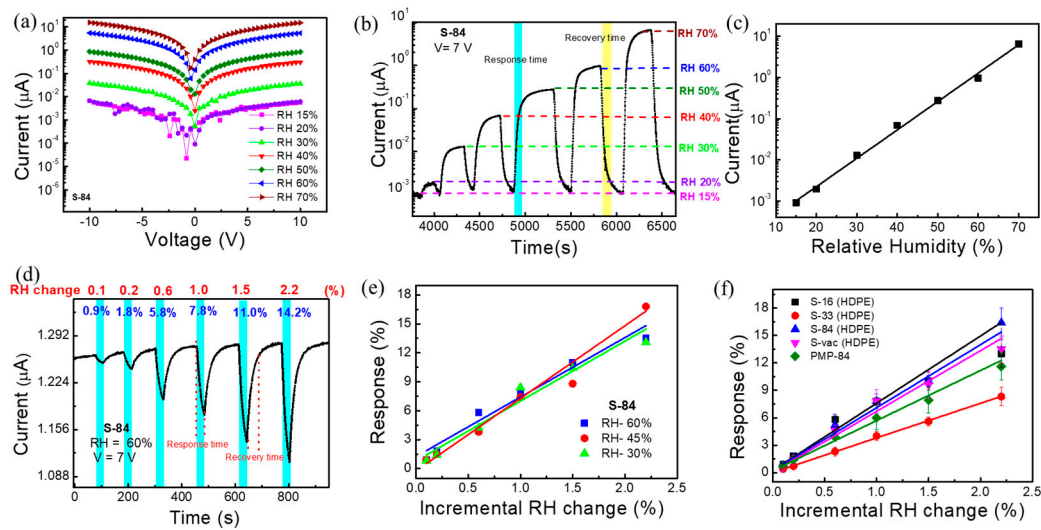 (a)
Current (μA)
10¹
10⁰
10⁻¹
10⁻²
10⁻³
10⁻⁴
10⁻⁵
10⁻⁶
S-84
RH 15%
RH 20%
RH 30%
RH 40%
RH 50%
RH 60%
RH 70%
-10 -5 0 5 10
Voltage (V)
(b)
S-84
V= 7 V
Recovery time
Response time
Current (μA)
10⁰
10⁻¹
10⁻²
10⁻³
RH 70%
RH 60%
RH 50%
RH 40%
RH 30%
RH 20%
RH 15%
4000 4500 5000 5500 6000 6500
Time(s)
(c)
Current(μA)
10¹
10⁰
10⁻¹
10⁻²
10⁻³
10 20 30 40 50 60 70
Relative Humidity (%)
(d)
RH change 0.1 0.2 0.6 1.0 1.5 2.2 (%)
0.9% 1.8% 5.8% 7.8% 11.0% 14.2%
Current (μA)
1.292
1.224
1.156
1.088
S-84
RH = 60%
V = 7 V
Response time
Recovery time
0 200 400 600 800
Time (s)
(e)
Response (%)
18
15
12
9
6
3
0
S-84
RH- 60%
RH- 45%
RH- 30%
0.0 0.5 1.0 1.5 2.0 2.5
Incremental RH change (%)
(f)
Response (%)
18
15
12
9
6
3
0
S-16 (HDPE)
S-33 (HDPE)
S-84 (HDPE)
S-vac (HDPE)
PMP-84
0.0 0.5 1.0 1.5 2.0 2.5
Incremental RH change (%)